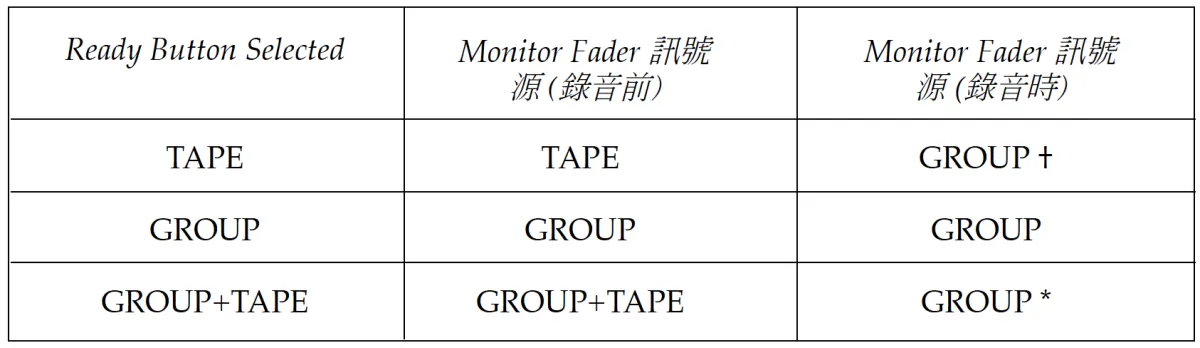 Ready Button Selected
Monitor Fader 訊號
源 (錄音前)
Monitor Fader 訊號
源 (錄音時)
TAPE
TAPE
GROUP †
GROUP
GROUP
GROUP
GROUP+TAPE
GROUP+TAPE
GROUP *